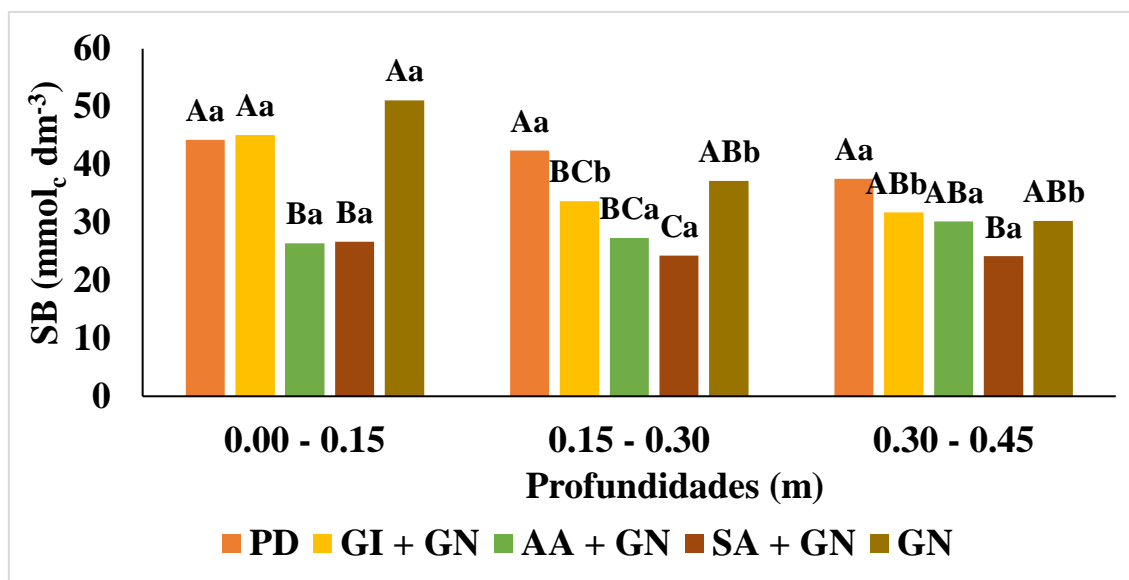 SB (mmolc dm-3)
60
50
40
30
20
10
0
Aa Aa Ba Ba Aa
Aa BCb BCa Ca ABb
Aa ABb ABa Ba ABb
0.00 - 0.15 0.15 - 0.30 0.30 - 0.45
Profundidades (m)
PD GI + GN AA + GN SA + GN GN